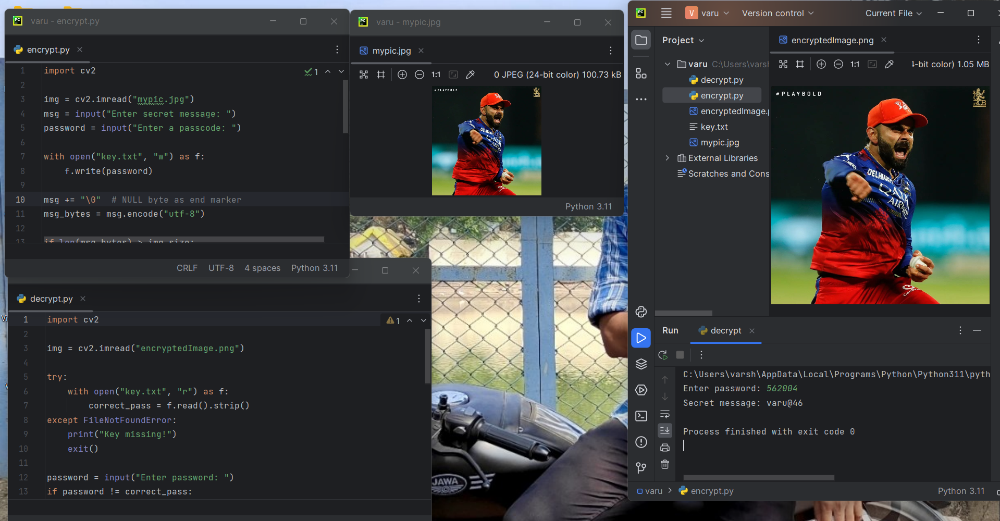 varu - encrypt.py
encrypt.py
1 import cv2
2
3 img = cv2.imread("mypic.jpg")
4 msg = input("Enter secret message: ")
5 password = input("Enter a passcode: ")
6
7 with open("key.txt", "w") as f:
8 f.write(password)
9
10 msg += "\0" # NULL byte as end marker
11 msg_bytes = msg.encode("utf-8")
12
13 if len(msg_bytes) > img.size:
1
CRLF UTF-8 4 spaces Python 3.11
varu - mypic.jpg
mypic.jpg
1:1 0 JPEG (24-bit color) 100.73 kB
#PLAYBOLD
RCB
DELHI
QATAR
AIRWAY
Python 3.11
decrypt.py
1 import cv2
2
3 img = cv2.imread("encryptedImage.png")
4
5 try:
6 with open("key.txt", "r") as f:
7 correct_pass = f.read().strip()
8 except FileNotFoundError:
9 print("Key missing!")
10 exit()
11
12 password = input("Enter password: ")
13 if password != correct_pass:
1
JAWA
V varu Version control Current File
Project
varu C:\Users\varsh
decrypt.py
encrypt.py
encryptedImage.p
key.txt
mypic.jpg
External Libraries
Scratches and Cons
encryptedImage.png
1:1 4-bit color) 1.05 MB
#PLAYBOLD
RCB
DELHI
QATAR
AIRWAY
Run decrypt
C:\Users\varsh\AppData\Local\Programs\Python\Python311\pyth
Enter password: 562004
Secret message: varu@46
Process finished with exit code 0
varu > encrypt.py
Python 3.11